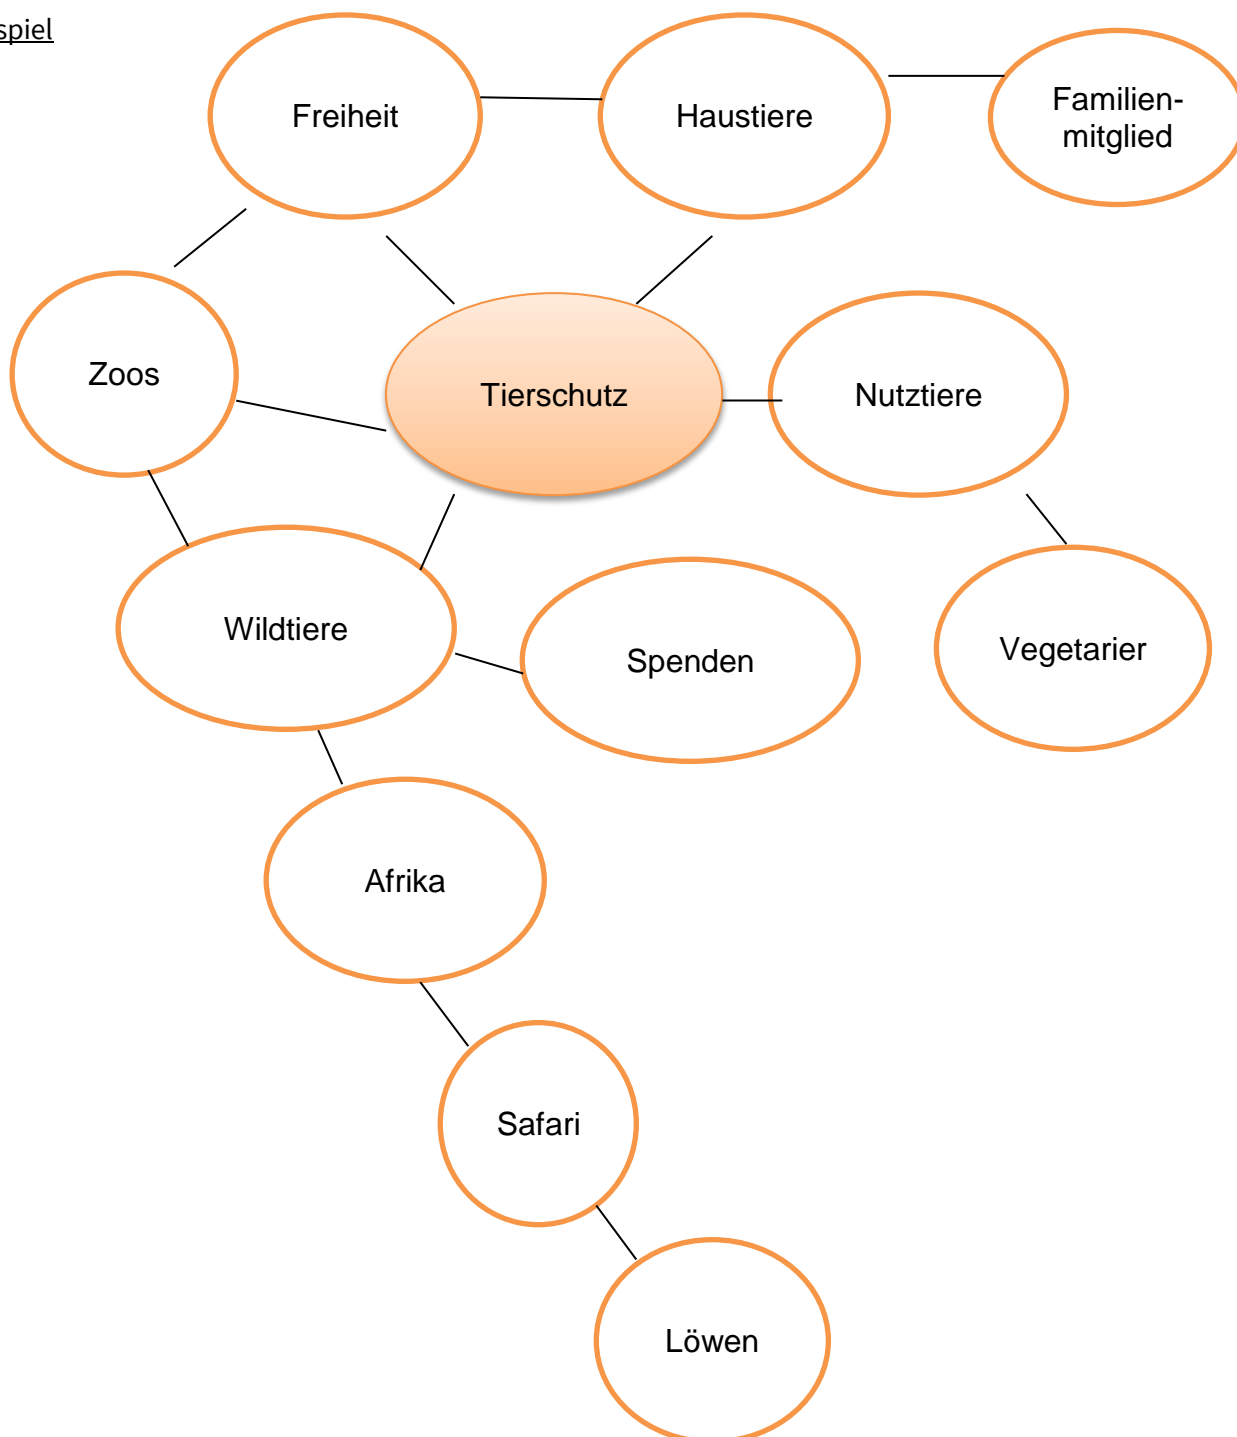 spiel
Freiheit
Haustiere
Familien-
mitglied
Zoos
Tierschutz
Nutztiere
Wildtiere
Spenden
Vegetarier
Afrika
Safari
Löwen